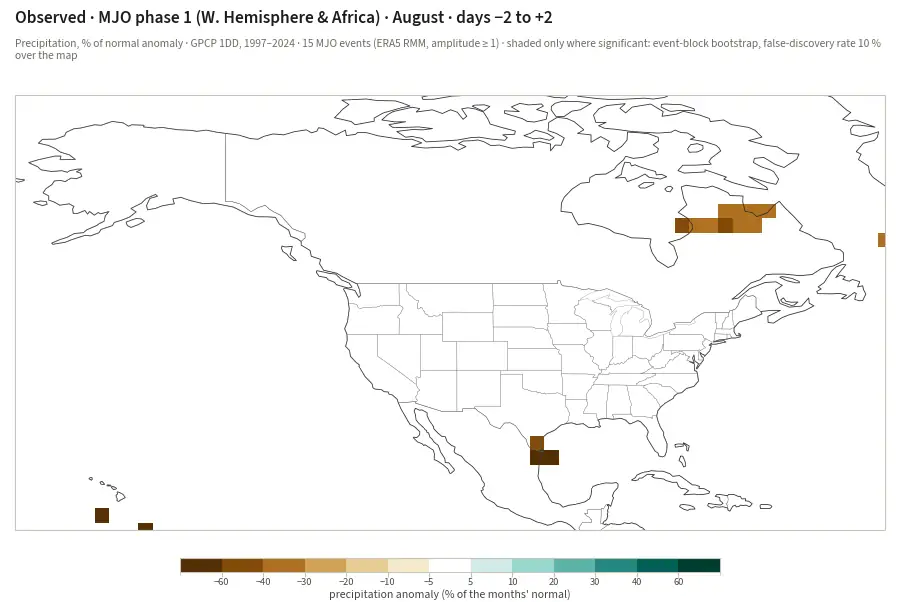 Observed · MJO phase 1 (W. Hemisphere & Africa) · August · days −2 to +2
Precipitation, % of normal anomaly · GPCP 1DD, 1997–2024 · 15 MJO events (ERA5 RMM, amplitude ≥ 1) · shaded only where significant: event-block bootstrap, false-discovery rate 10 %
over the map
−60 −40 −30 −20 −10 −5 5 10 20 30 40 60
precipitation anomaly (% of the months' normal)